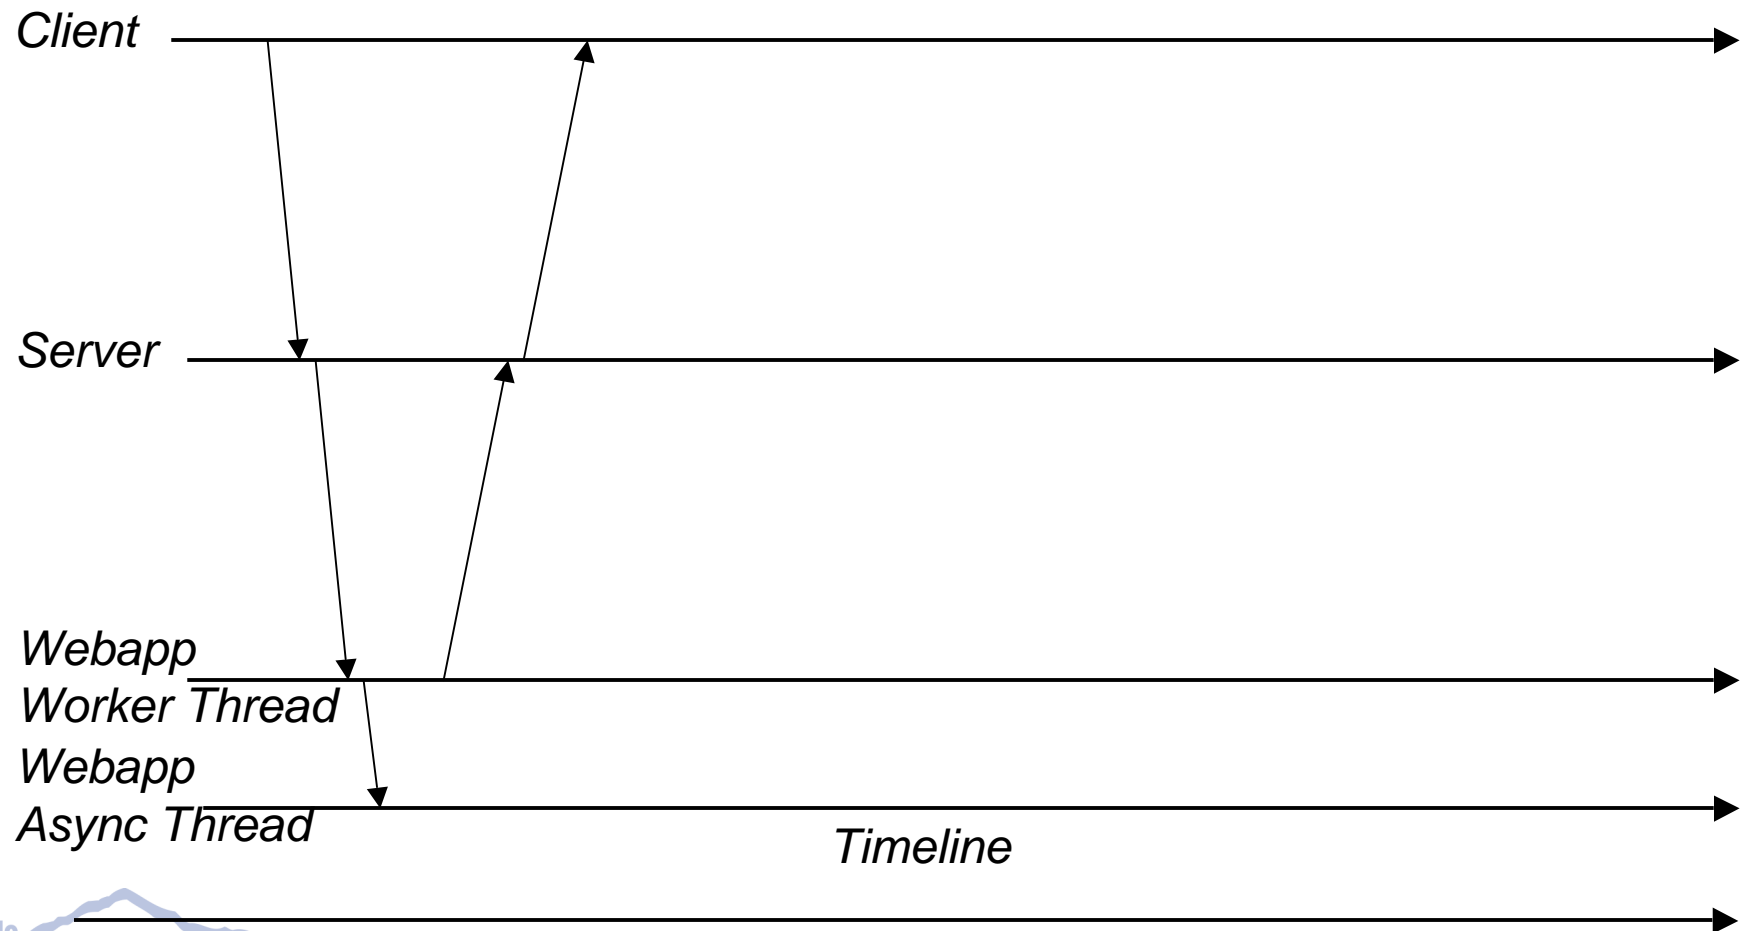 Client
Server
Webapp
Worker Thread
Webapp
Async Thread
Timeline